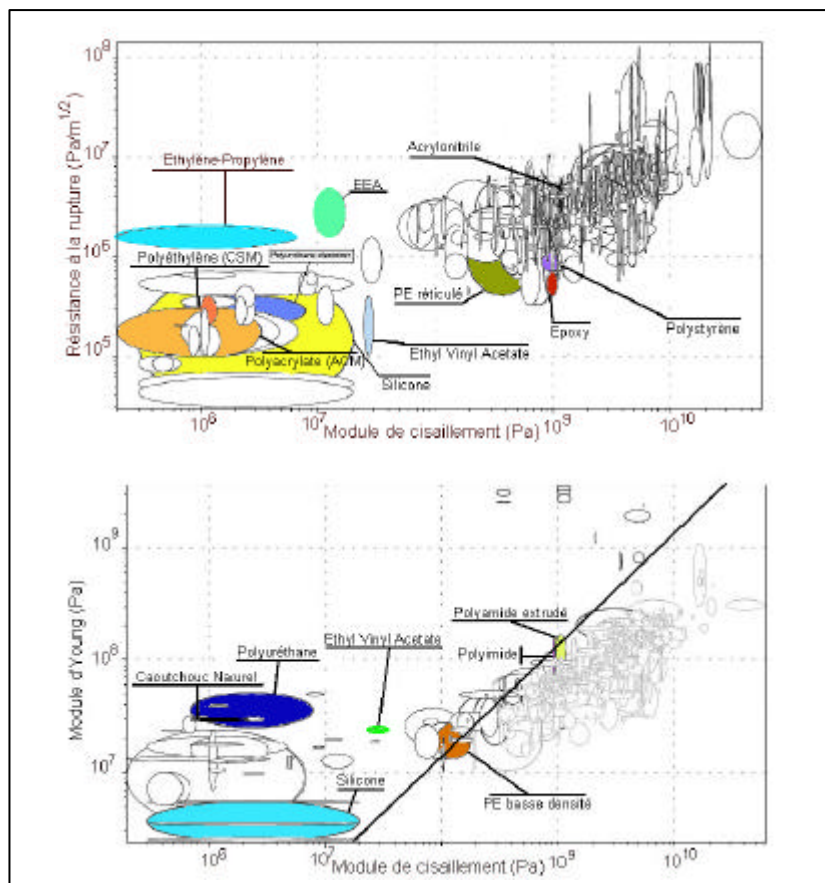 10⁸
Acrylonitrile
10⁷
Ethylène-Propylène
EEA
Résistance à la rupture (Pa/m^1/2)
Polyéthylène (CSM)
10⁶
PE réticulé
Epoxy
Polystyrène
10⁵
Polyacrylate (ACM)
Ethyl Vinyl Acetate
Silicone
10⁶
10⁷
Module de cisaillement (Pa)
10⁹
10¹⁰
10⁹
Module d'Young (Pa)
Polyamide extrudé
Ethyl Vinyl Acetate
Polyuréthane
Polyimide
10⁸
Caoutchouc Naturel
10⁷
Silicone
PE basse densité
10⁶
10⁷
Module de cisaillement (Pa)
10⁹
10¹⁰